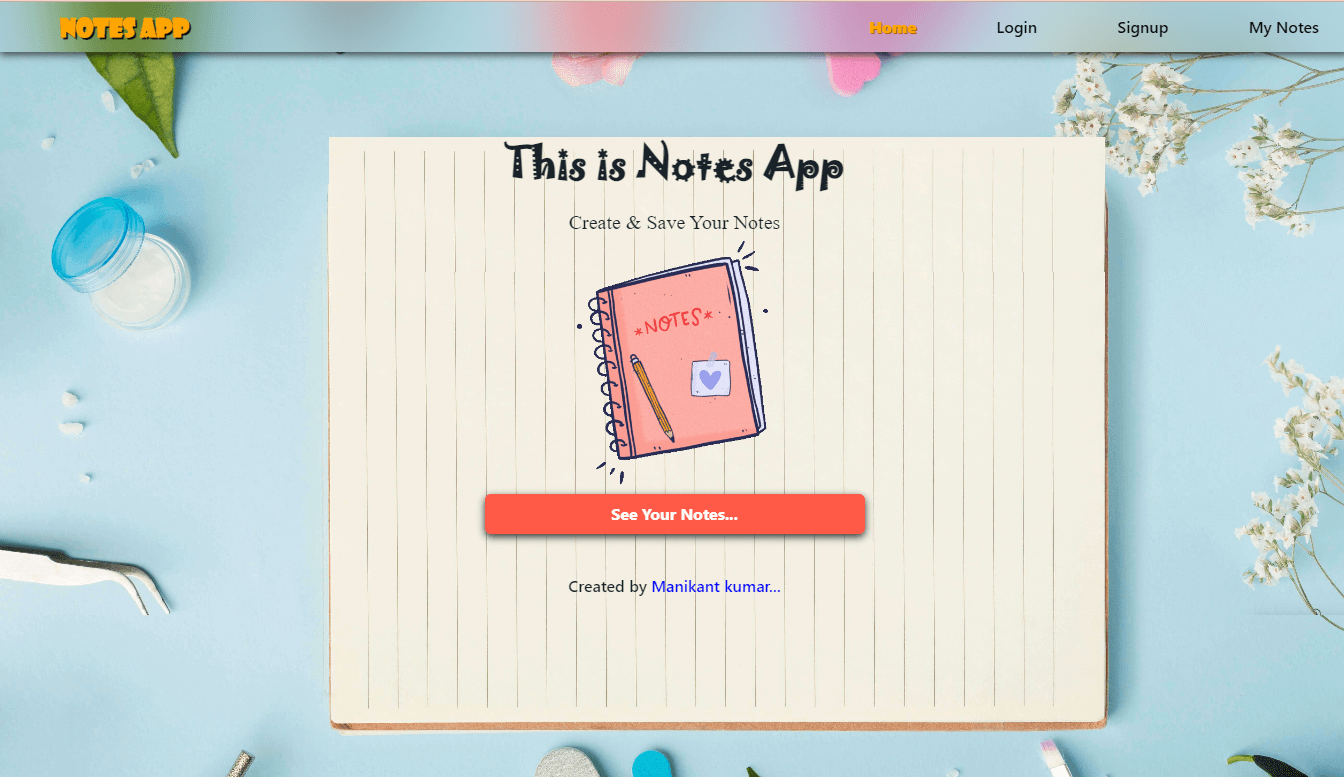 NOTES APP
Home
Login
Signup
My Notes
This is Notes App
Create & Save Your Notes
*NOTES*
See Your Notes...
Created by Manikant kumar...